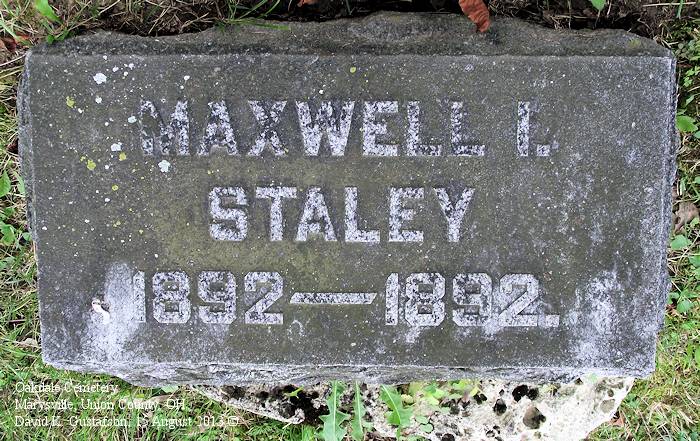 MAXWELL I.
STALEY
1892–1892.
Oakdale Cemetery
Marysville, Union County, OH
David K. Gustafson, 15 August 2013 ©